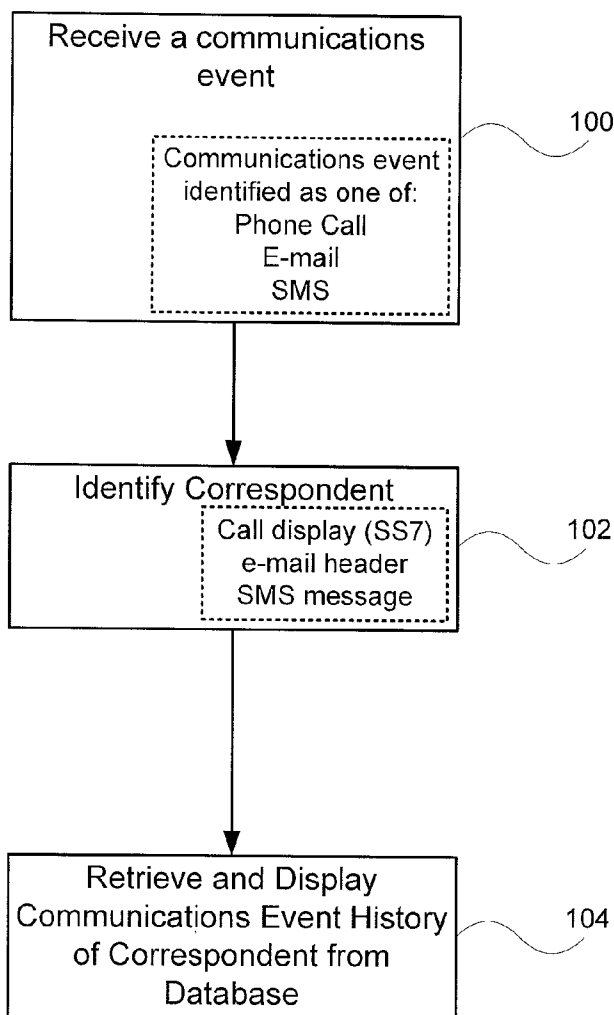 Receive a communications
event
100
Communications event
identified as one of:
Phone Call
E-mail
SMS
Identify Correspondent
102
Call display (SS7)
e-mail header
SMS message
Retrieve and Display
Communications Event History
of Correspondent from
Database
104